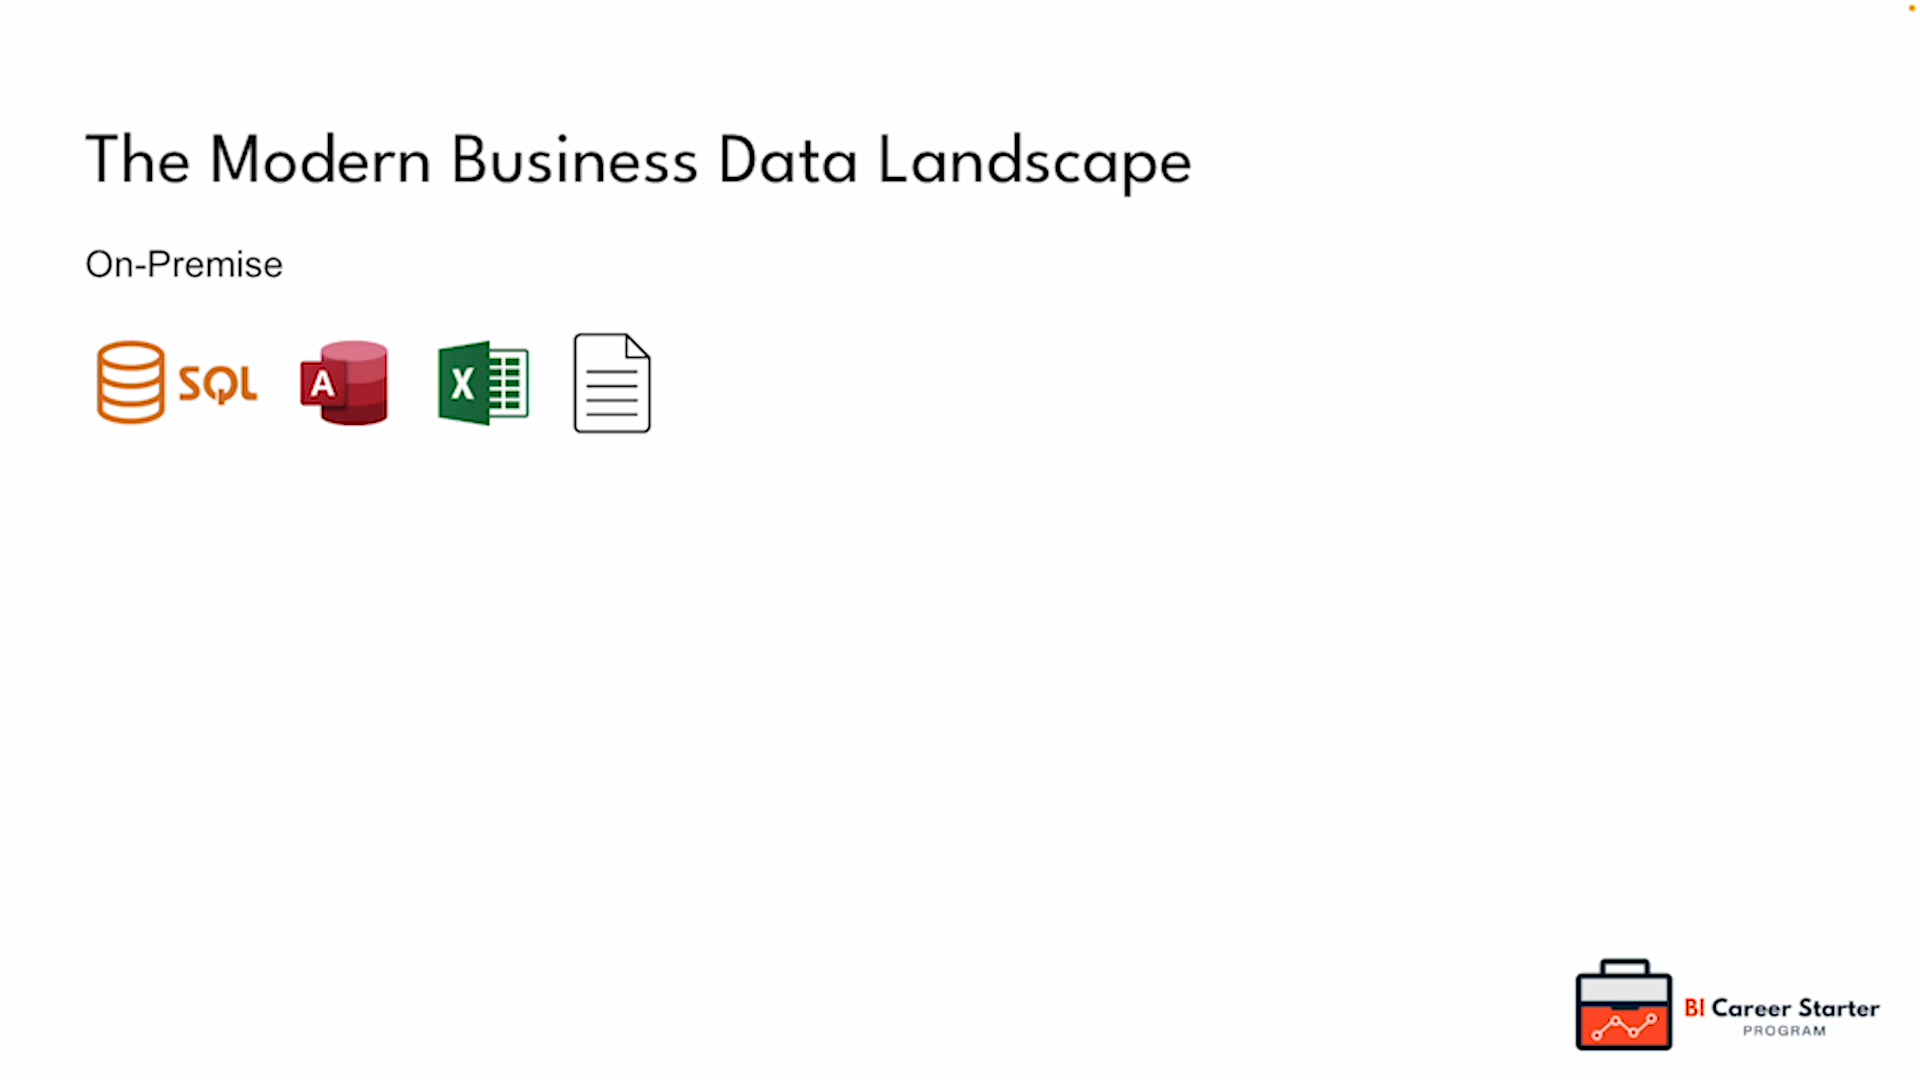 The Modern Business Data Landscape
On-Premise
SQL
A
X
BI Career Starter
PROGRAM